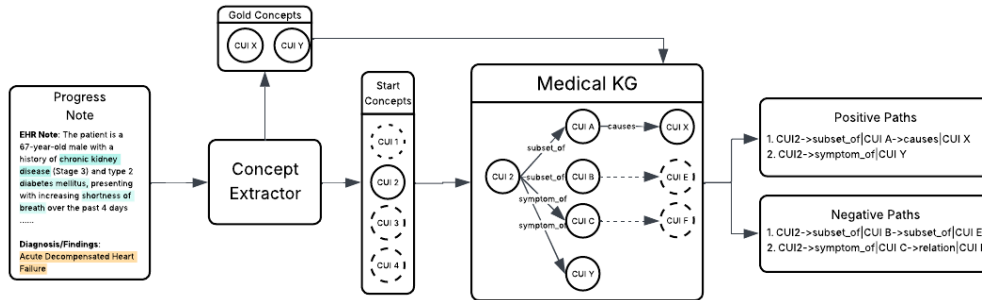 Gold Concepts
CUI X
CUI Y
Progress
Note
EHR Note: The patient is a
67-year-old male with a
history of chronic kidney
disease (Stage 3) and type 2
diabetes mellitus, presenting
with increasing shortness of
breath over the past 4 days
......
Diagnosis/Findings:
Acute Decompensated Heart
Failure
Concept
Extractor
Start
Concepts
CUI 1
CUI 2
CUI 3
CUI 4
Medical KG
CUI A
causes
CUI X
subset_of
CUI 2
subset_of
CUI B
CUI E
symptom_of
CUI C
CUI F
symptom_of
CUI Y
Positive Paths
1. CUI2->subset_of|CUI A->causes|CUI X
2. CUI2->symptom_of|CUI Y
Negative Paths
1. CUI2->subset_of|CUI B->subset_of|CUI E
2. CUI2->symptom_of|CUI C->relation|CUI